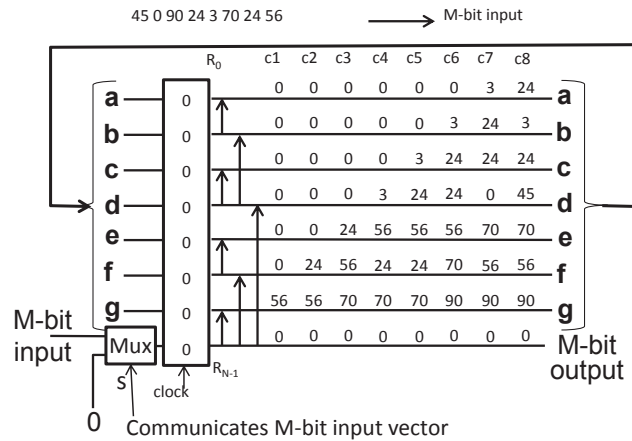 45 0 90 24 3 70 24 56 M-bit input
R0 c1 c2 c3 c4 c5 c6 c7 c8
a 0 0 0 0 0 0 0 3 24 a
b 0 0 0 0 0 0 3 24 3 b
c 0 0 0 0 0 3 24 24 24 c
d 0 0 0 0 3 24 24 0 45 d
e 0 0 0 24 56 56 56 70 70 e
f 0 0 24 56 24 24 70 56 56 f
g 0 56 56 70 70 70 90 90 90 g
M-bit input Mux 0 0 0 0 0 0 0 0 0 M-bit output
S clock RN-1
0 Communicates M-bit input vector